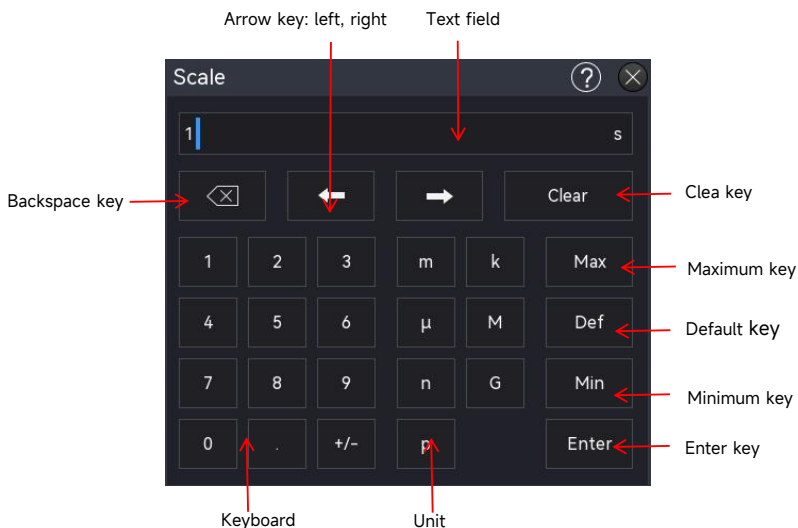 Arrow key: left, right Text field
Scale ?
1 s
Backspace key Clear Clea key
1 2 3 m k Max Maximum key
4 5 6 μ M Def Default key
7 8 9 n G Min Minimum key
0 . +/- p Enter Enter key
Keyboard Unit